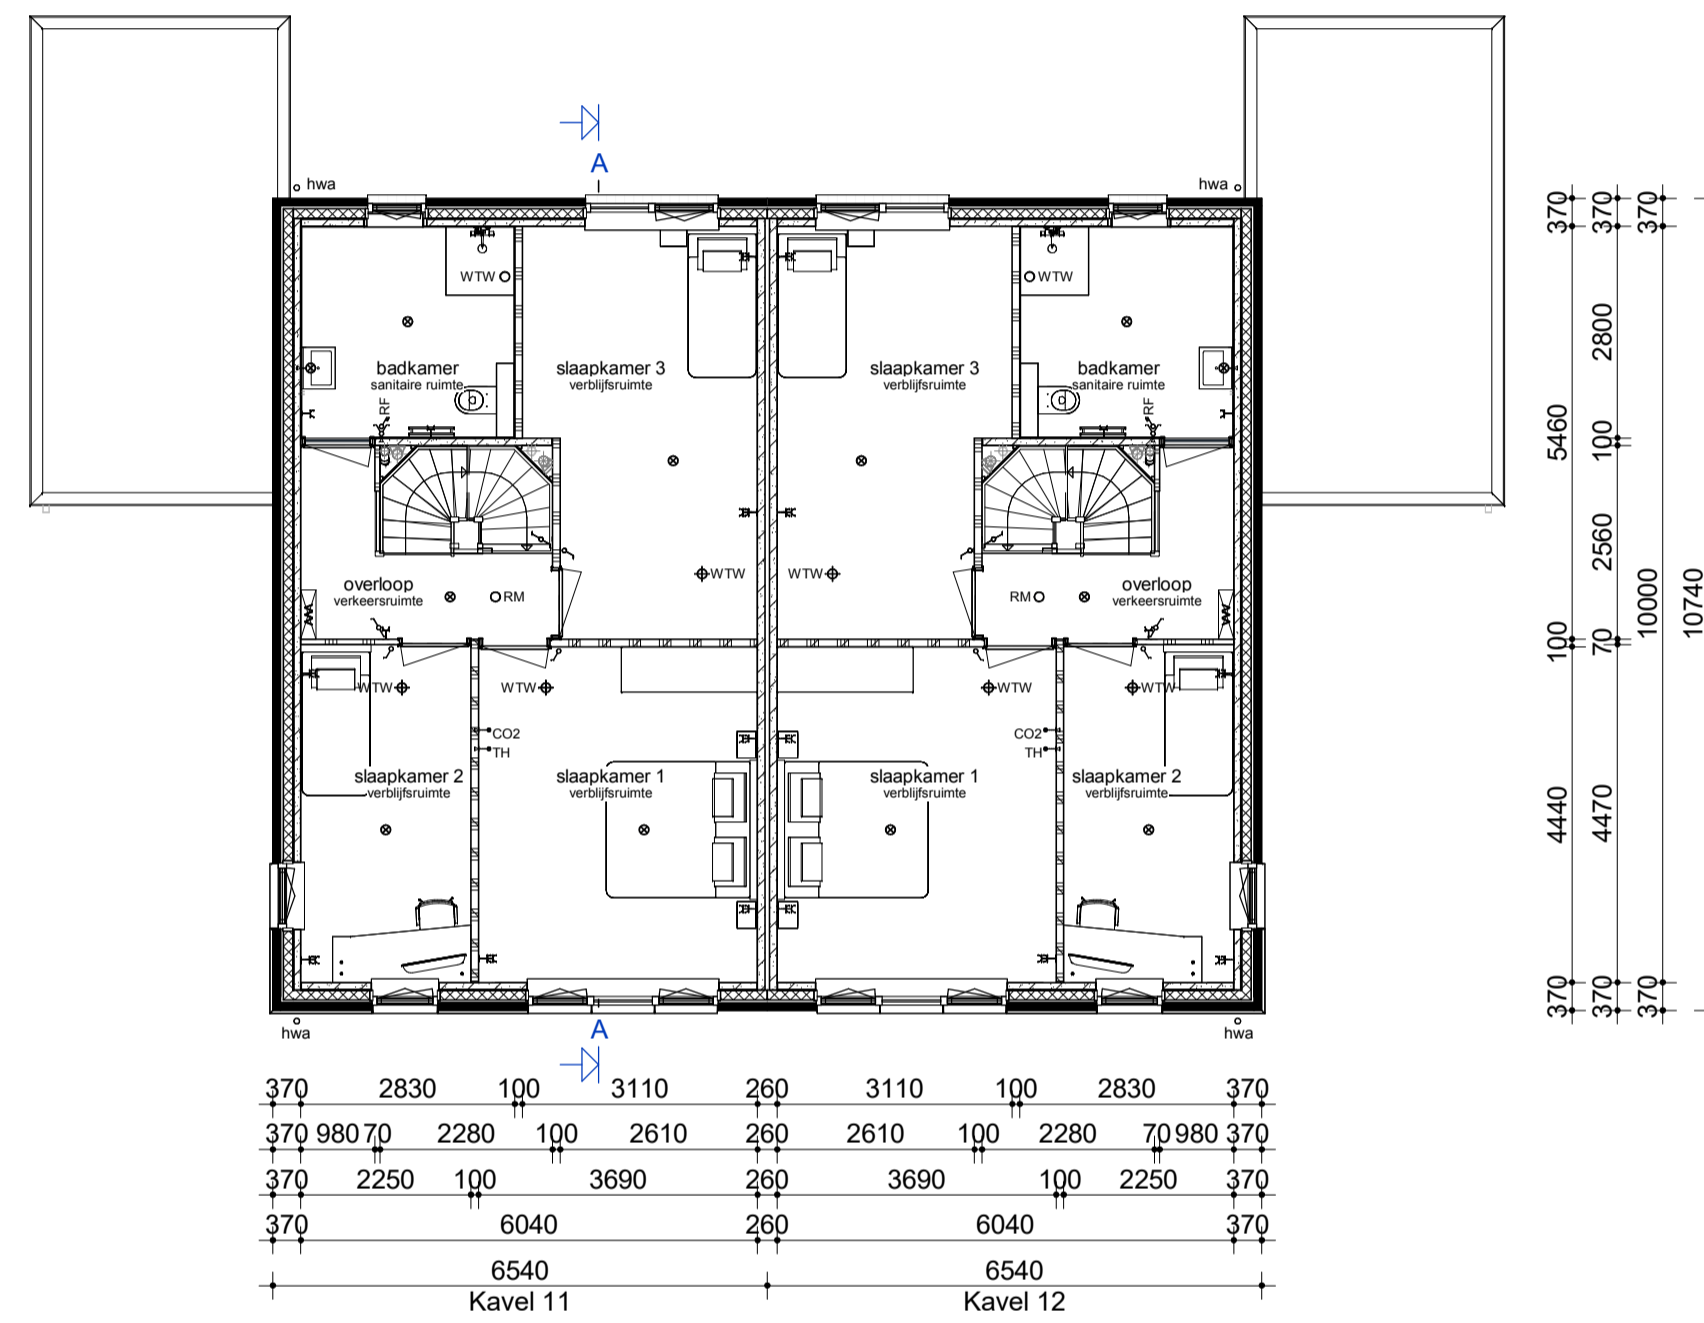 A
hwa
hwa
WTW
WTW
badkamer
sanitaire ruimte
slaapkamer 3
verblijfsruimte
slaapkamer 3
verblijfsruimte
badkamer
sanitaire ruimte
RF
RF
WTW
WTW
overloop
verkeersruimte
RM
RM
overloop
verkeersruimte
WTW
WTW
WTW
WTW
CO2
TH
CO2
TH
slaapkamer 2
verblijfsruimte
slaapkamer 1
verblijfsruimte
slaapkamer 1
verblijfsruimte
slaapkamer 2
verblijfsruimte
hwa
A
hwa
370 5460 100 4440 370
370 2800 100 2560 70 4470 370
370 10000 370
10740
370 2830 100 3110 260 3110 100 2830 370
370 980 70 2280 100 2610 260 2610 100 2280 70 980 370
370 2250 100 3690 260 3690 100 2250 370
370 6040 260 6040 370
6540 6540
Kavel 11 Kavel 12